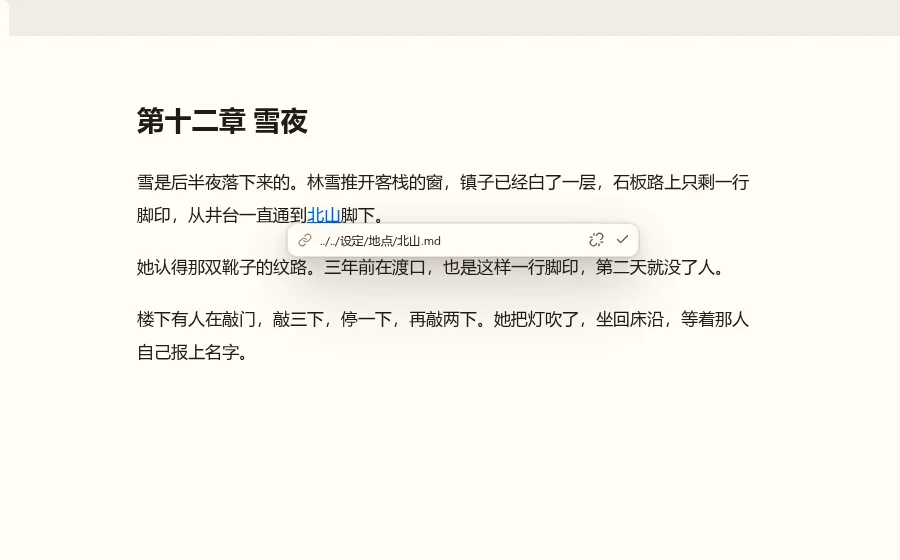 第十二章 雪夜
雪是后半夜落下来的。林雪推开客栈的窗，镇子已经白了一层，石板路上只剩一行
脚印，从井台一直通到北山脚下。
../../设定/地点/北山.md
她认得那双靴子的纹路。三年前在渡口，也是这样一行脚印，第二天就没了人。
楼下有人在敲门，敲三下，停一下，再敲两下。她把灯吹了，坐回床沿，等着那人
自己报上名字。